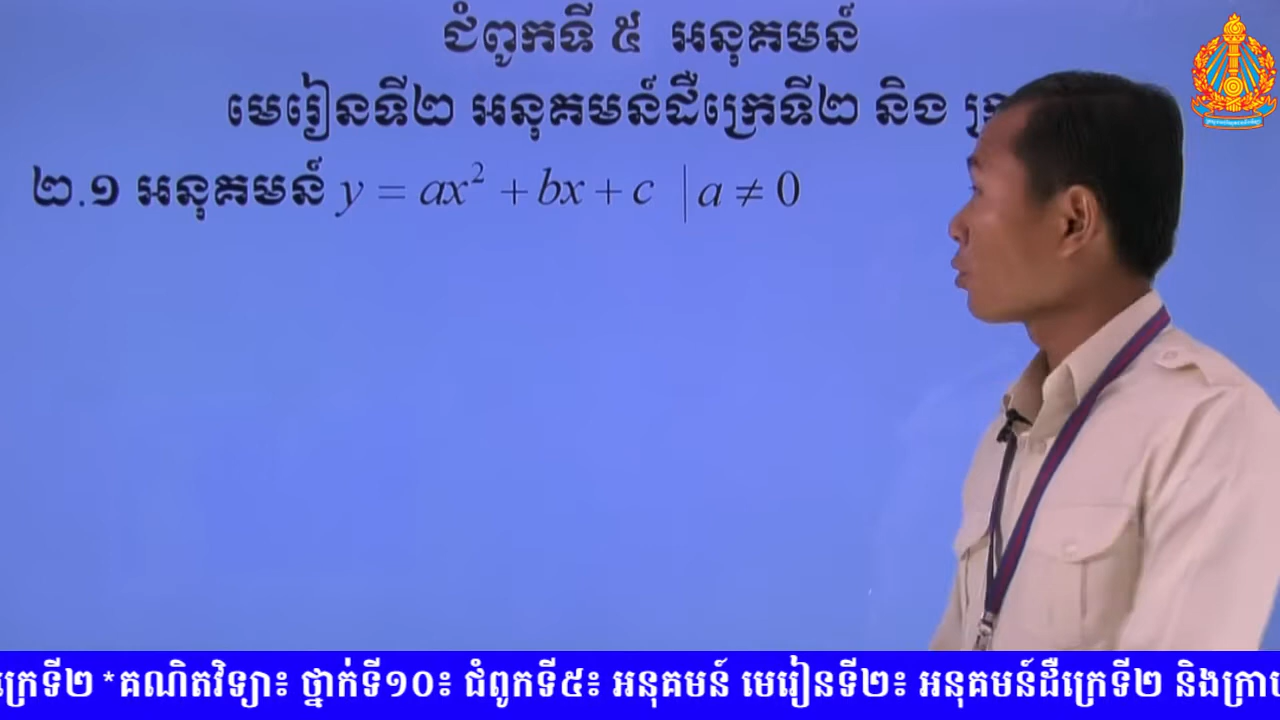 ជំពូកទី ៥ អនុគមន៍
មេរៀនទី២ អនុគមន៍ដឺក្រេទី២ និង
២.១ អនុគមន៍ y = ax² + bx + c | a ≠ 0
ក្រេទី២ *គណិតវិទ្យា៖ ថ្នាក់ទី១០៖ ជំពូកទី៥៖ អនុគមន៍ មេរៀនទី២៖ អនុគមន៍ដឺក្រេទី២ និងក្រាប